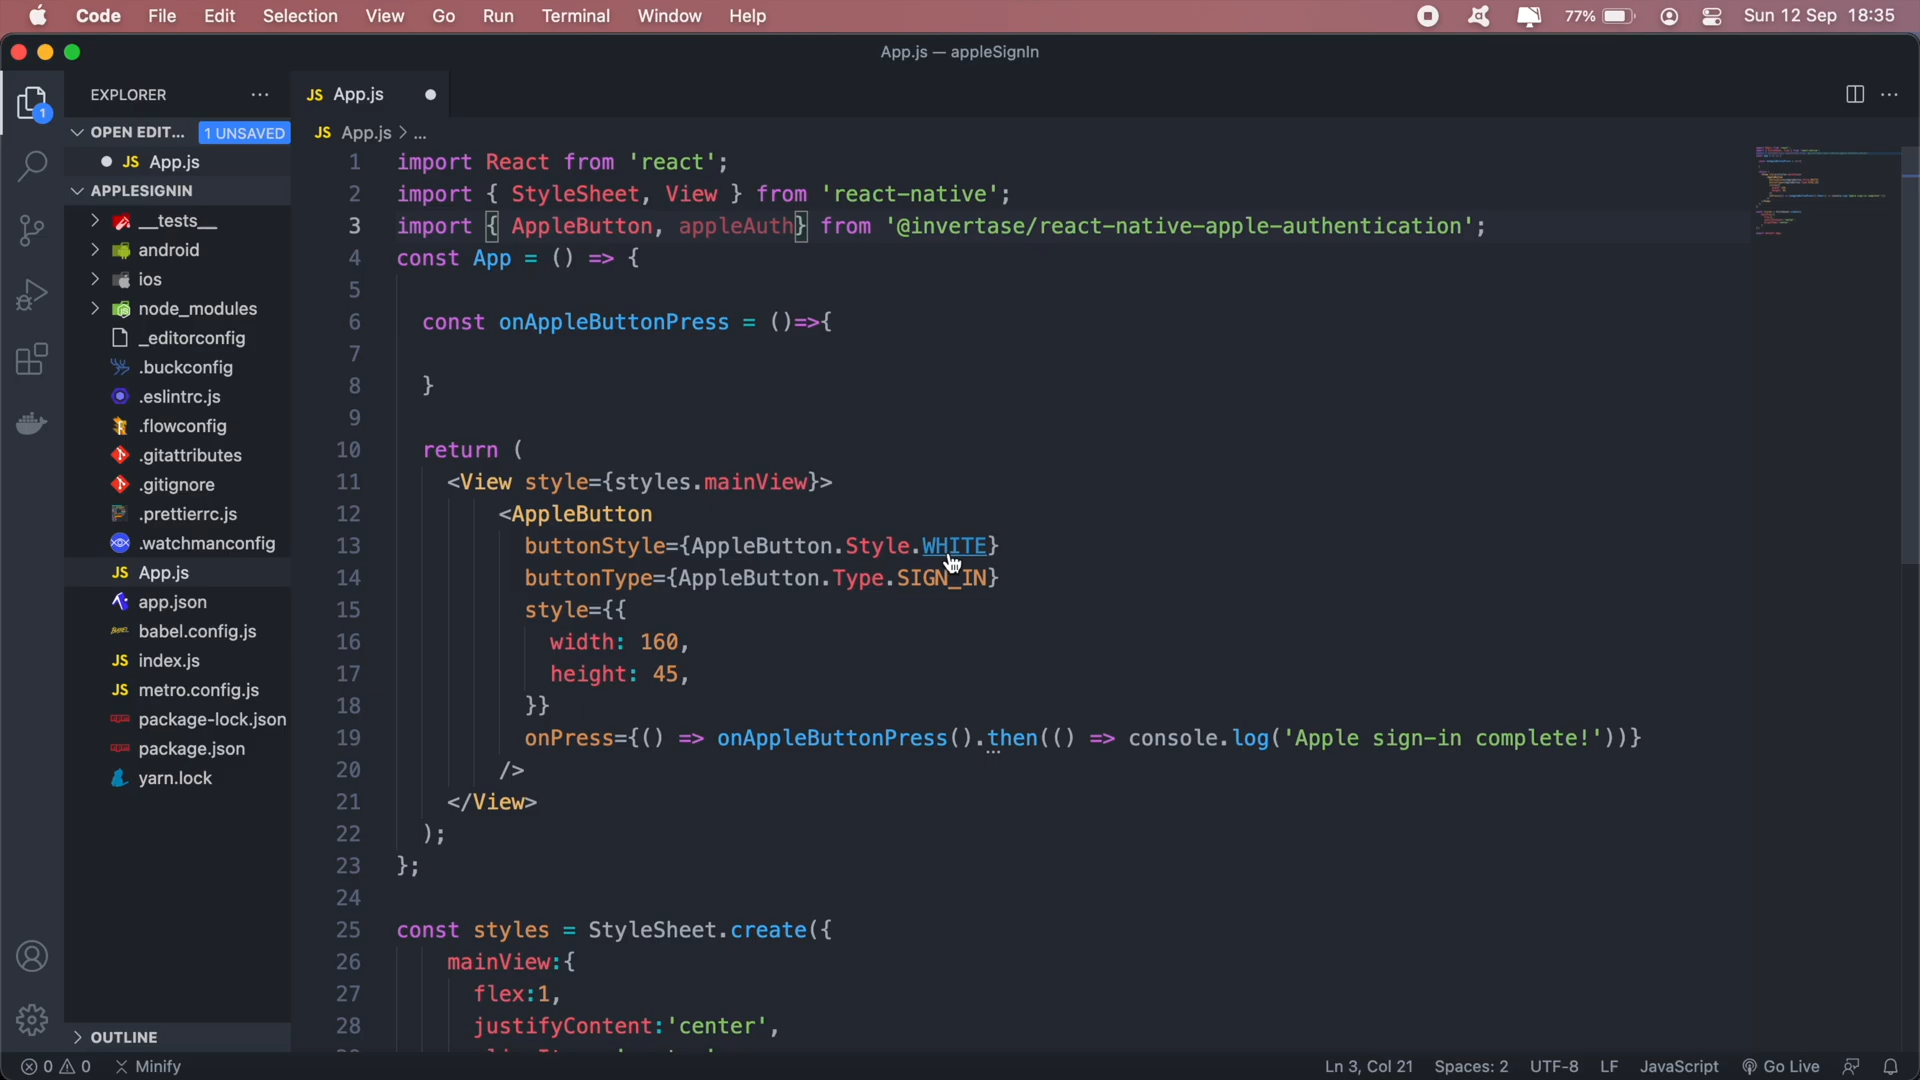 Code File Edit Selection View Go Run Terminal Window Help 77% Sun 12 Sep 18:35
App.js — appleSignIn
EXPLORER ···
JS App.js
1
OPEN EDIT... 1 UNSAVED
JS App.js > ...
JS App.js
APPLESIGNIN
__tests__
android
ios
node_modules
_editorconfig
.buckconfig
.eslintrc.js
.flowconfig
.gitattributes
.gitignore
.prettierrc.js
.watchmanconfig
JS App.js
app.json
BABEL babel.config.js
JS index.js
JS metro.config.js
npm package-lock.json
npm package.json
yarn.lock
OUTLINE
1 import React from 'react';
2 import { StyleSheet, View } from 'react-native';
3 import { AppleButton, appleAuth} from '@invertase/react-native-apple-authentication';
4 const App = () => {
5
6 const onAppleButtonPress = ()=>{
7
8 }
9
10 return (
11 <View style={styles.mainView}>
12 <AppleButton
13 buttonStyle={AppleButton.Style.WHITE}
14 buttonType={AppleButton.Type.SIGN_IN}
15 style={{
16 width: 160,
17 height: 45,
18 }}
19 onPress={() => onAppleButtonPress().then(() => console.log('Apple sign-in complete!'))}
20 />
21 </View>
22 );
23 };
24
25 const styles = StyleSheet.create({
26 mainView:{
27 flex:1,
28 justifyContent:'center',
0 0 Minify Ln 3, Col 21 Spaces: 2 UTF-8 LF JavaScript Go Live